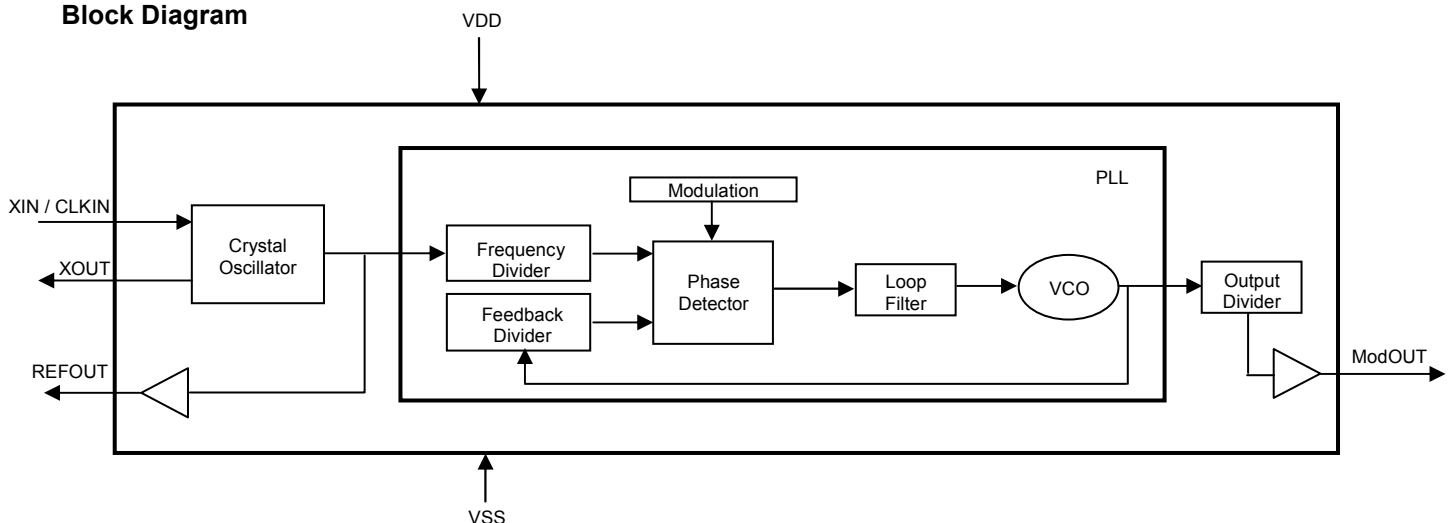 Block Diagram
VDD
PLL
Modulation
XIN / CLKIN
Crystal
Oscillator
XOUT
Frequency
Divider
Feedback
Divider
Phase
Detector
Loop
Filter
VCO
Output
Divider
REFOUT
ModOUT
VSS